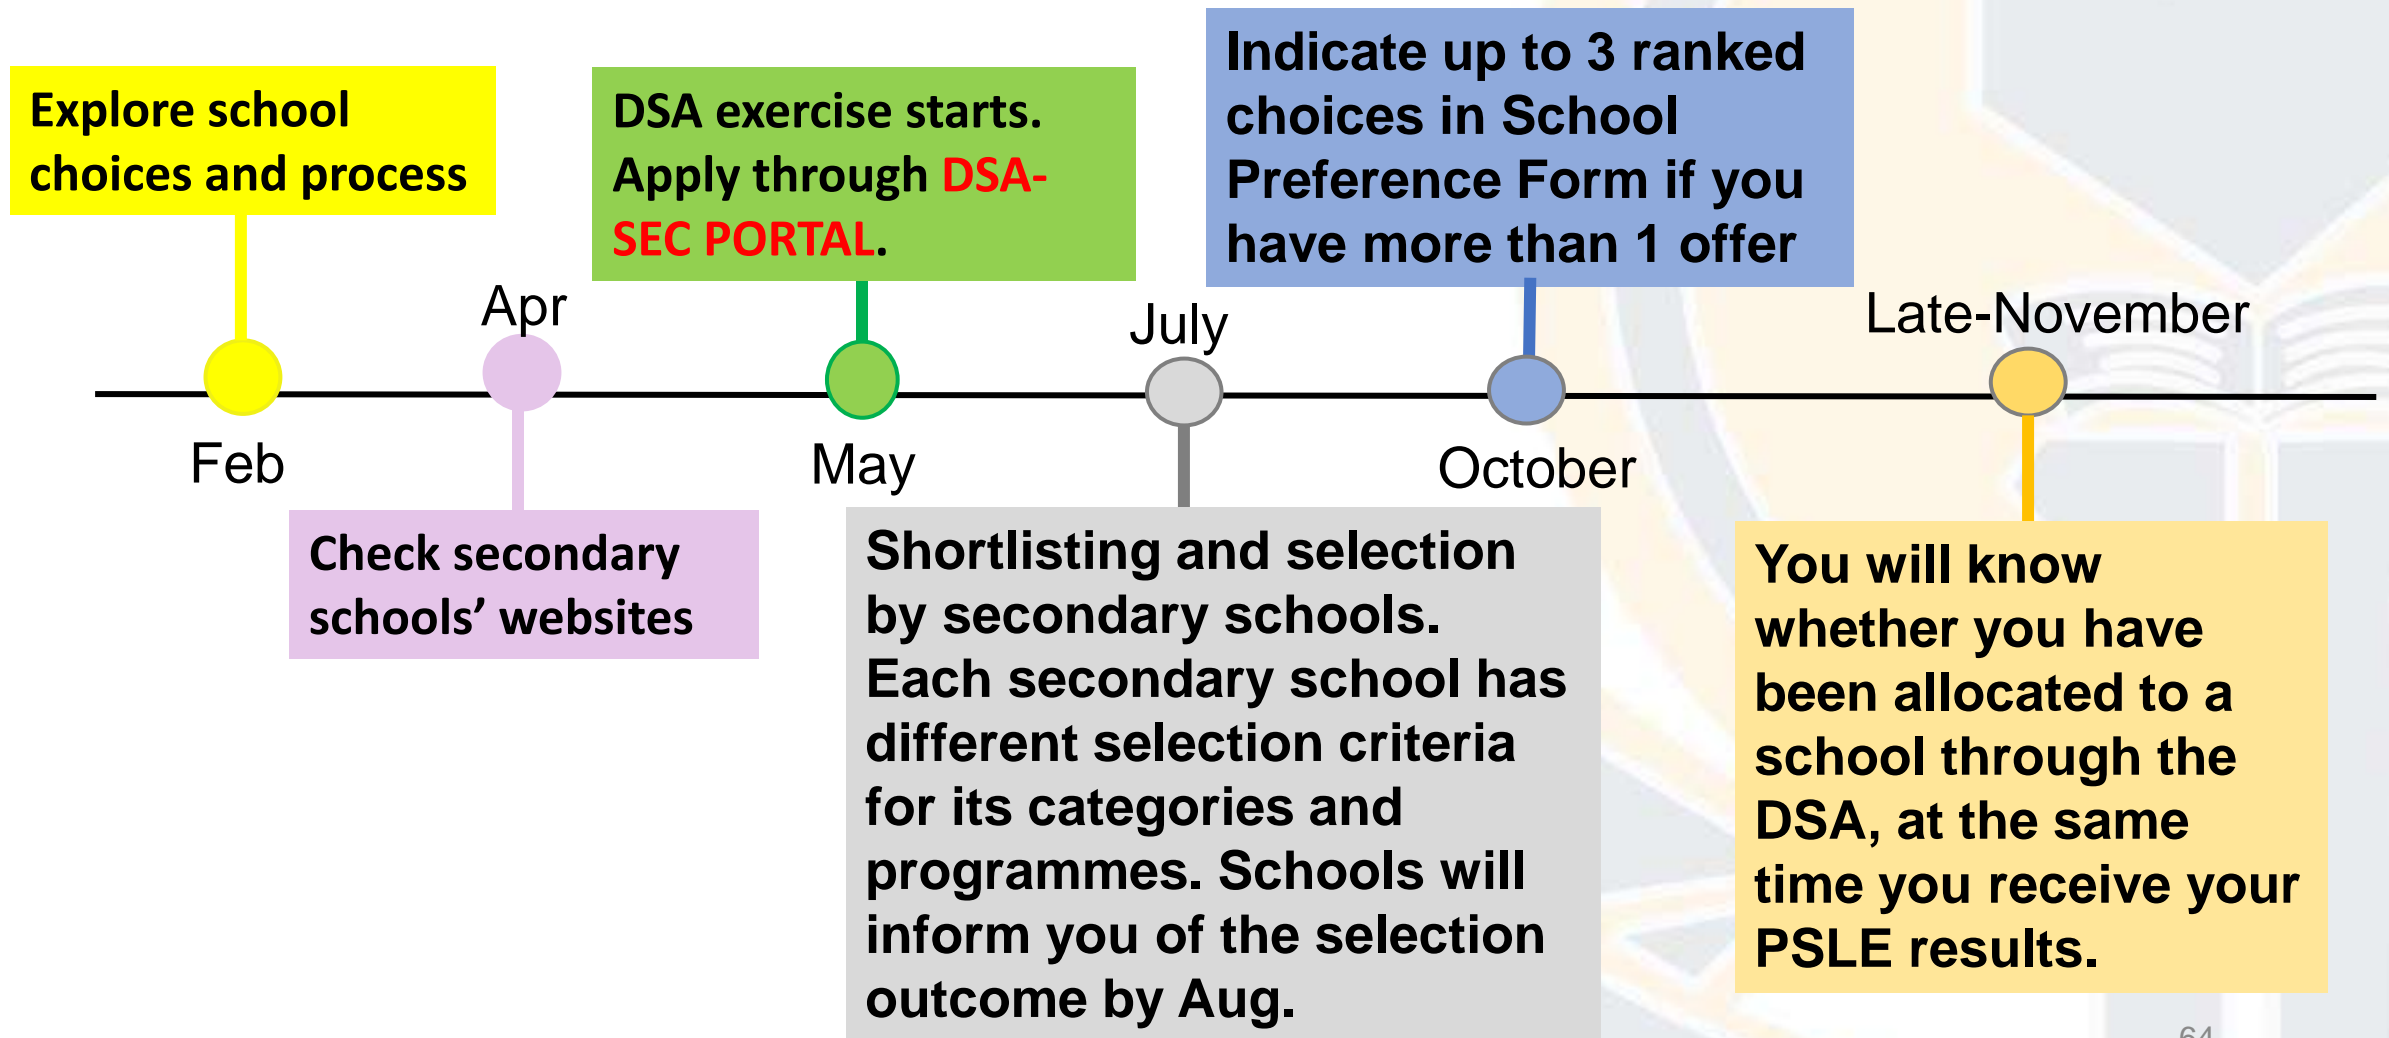 Explore school
choices and process
Feb
Apr
Check secondary
schools’ websites
DSA exercise starts.
Apply through DSA-
SEC PORTAL.
May
July
Shortlisting and selection
by secondary schools.
Each secondary school has
different selection criteria
for its categories and
programmes. Schools will
inform you of the selection
outcome by Aug.
Indicate up to 3 ranked
choices in School
Preference Form if you
have more than 1 offer
October
Late-November
You will know
whether you have
been allocated to a
school through the
DSA, at the same
time you receive your
PSLE results.
64